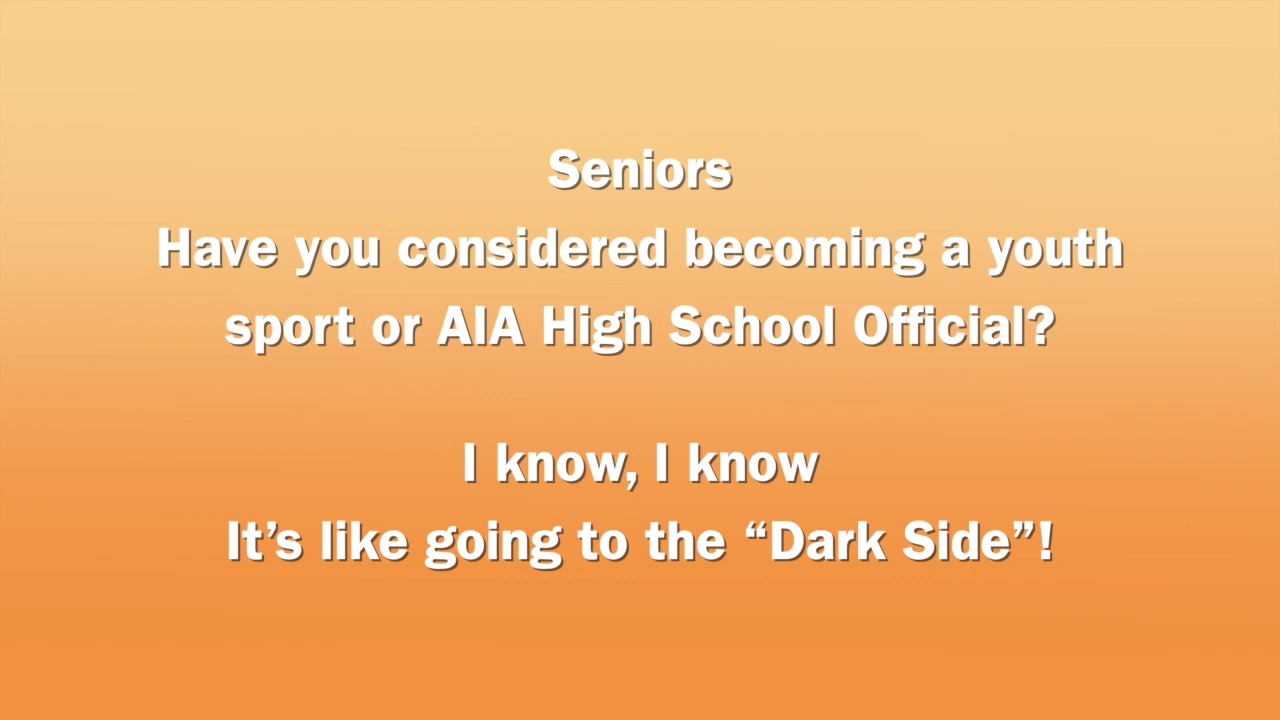 Seniors
Have you considered becoming a youth
sport or AIA High School Official?
I know, I know
It’s like going to the “Dark Side”!